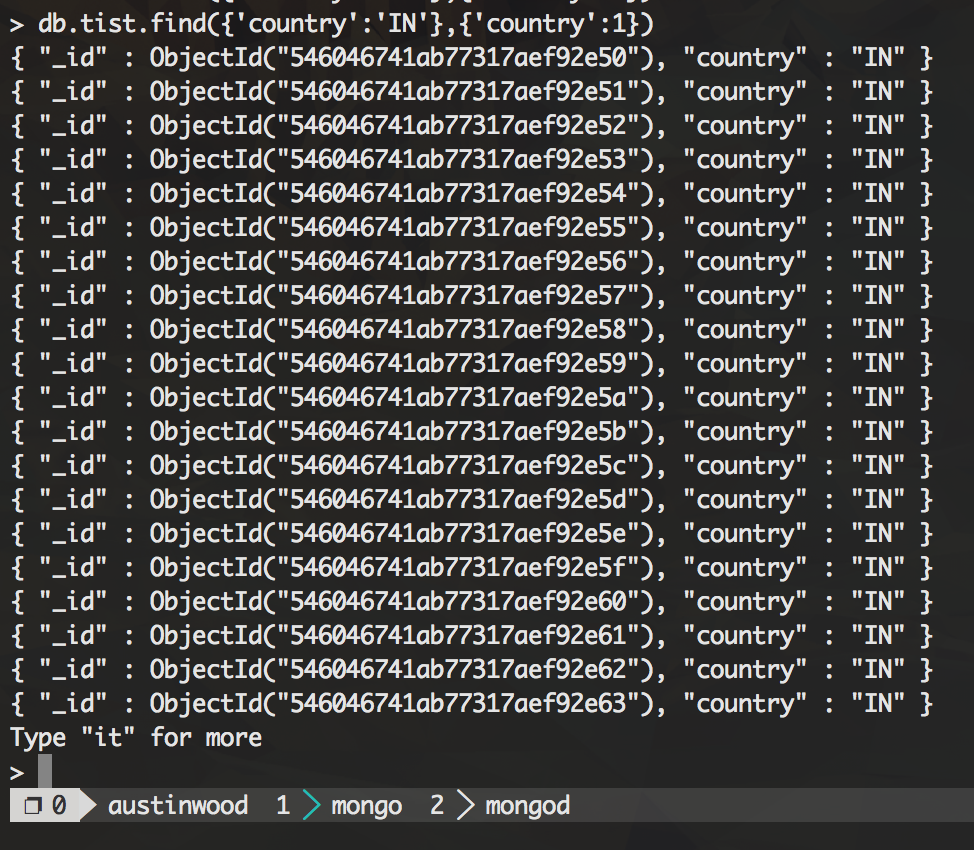 > db.tist.find({'country':'IN'},{'country':1})
{ "_id" : ObjectId("546046741ab77317aef92e50"), "country" : "IN" }
{ "_id" : ObjectId("546046741ab77317aef92e51"), "country" : "IN" }
{ "_id" : ObjectId("546046741ab77317aef92e52"), "country" : "IN" }
{ "_id" : ObjectId("546046741ab77317aef92e53"), "country" : "IN" }
{ "_id" : ObjectId("546046741ab77317aef92e54"), "country" : "IN" }
{ "_id" : ObjectId("546046741ab77317aef92e55"), "country" : "IN" }
{ "_id" : ObjectId("546046741ab77317aef92e56"), "country" : "IN" }
{ "_id" : ObjectId("546046741ab77317aef92e57"), "country" : "IN" }
{ "_id" : ObjectId("546046741ab77317aef92e58"), "country" : "IN" }
{ "_id" : ObjectId("546046741ab77317aef92e59"), "country" : "IN" }
{ "_id" : ObjectId("546046741ab77317aef92e5a"), "country" : "IN" }
{ "_id" : ObjectId("546046741ab77317aef92e5b"), "country" : "IN" }
{ "_id" : ObjectId("546046741ab77317aef92e5c"), "country" : "IN" }
{ "_id" : ObjectId("546046741ab77317aef92e5d"), "country" : "IN" }
{ "_id" : ObjectId("546046741ab77317aef92e5e"), "country" : "IN" }
{ "_id" : ObjectId("546046741ab77317aef92e5f"), "country" : "IN" }
{ "_id" : ObjectId("546046741ab77317aef92e60"), "country" : "IN" }
{ "_id" : ObjectId("546046741ab77317aef92e61"), "country" : "IN" }
{ "_id" : ObjectId("546046741ab77317aef92e62"), "country" : "IN" }
{ "_id" : ObjectId("546046741ab77317aef92e63"), "country" : "IN" }
Type "it" for more
>
❐ 0 austinwood 1 mongo 2 mongod